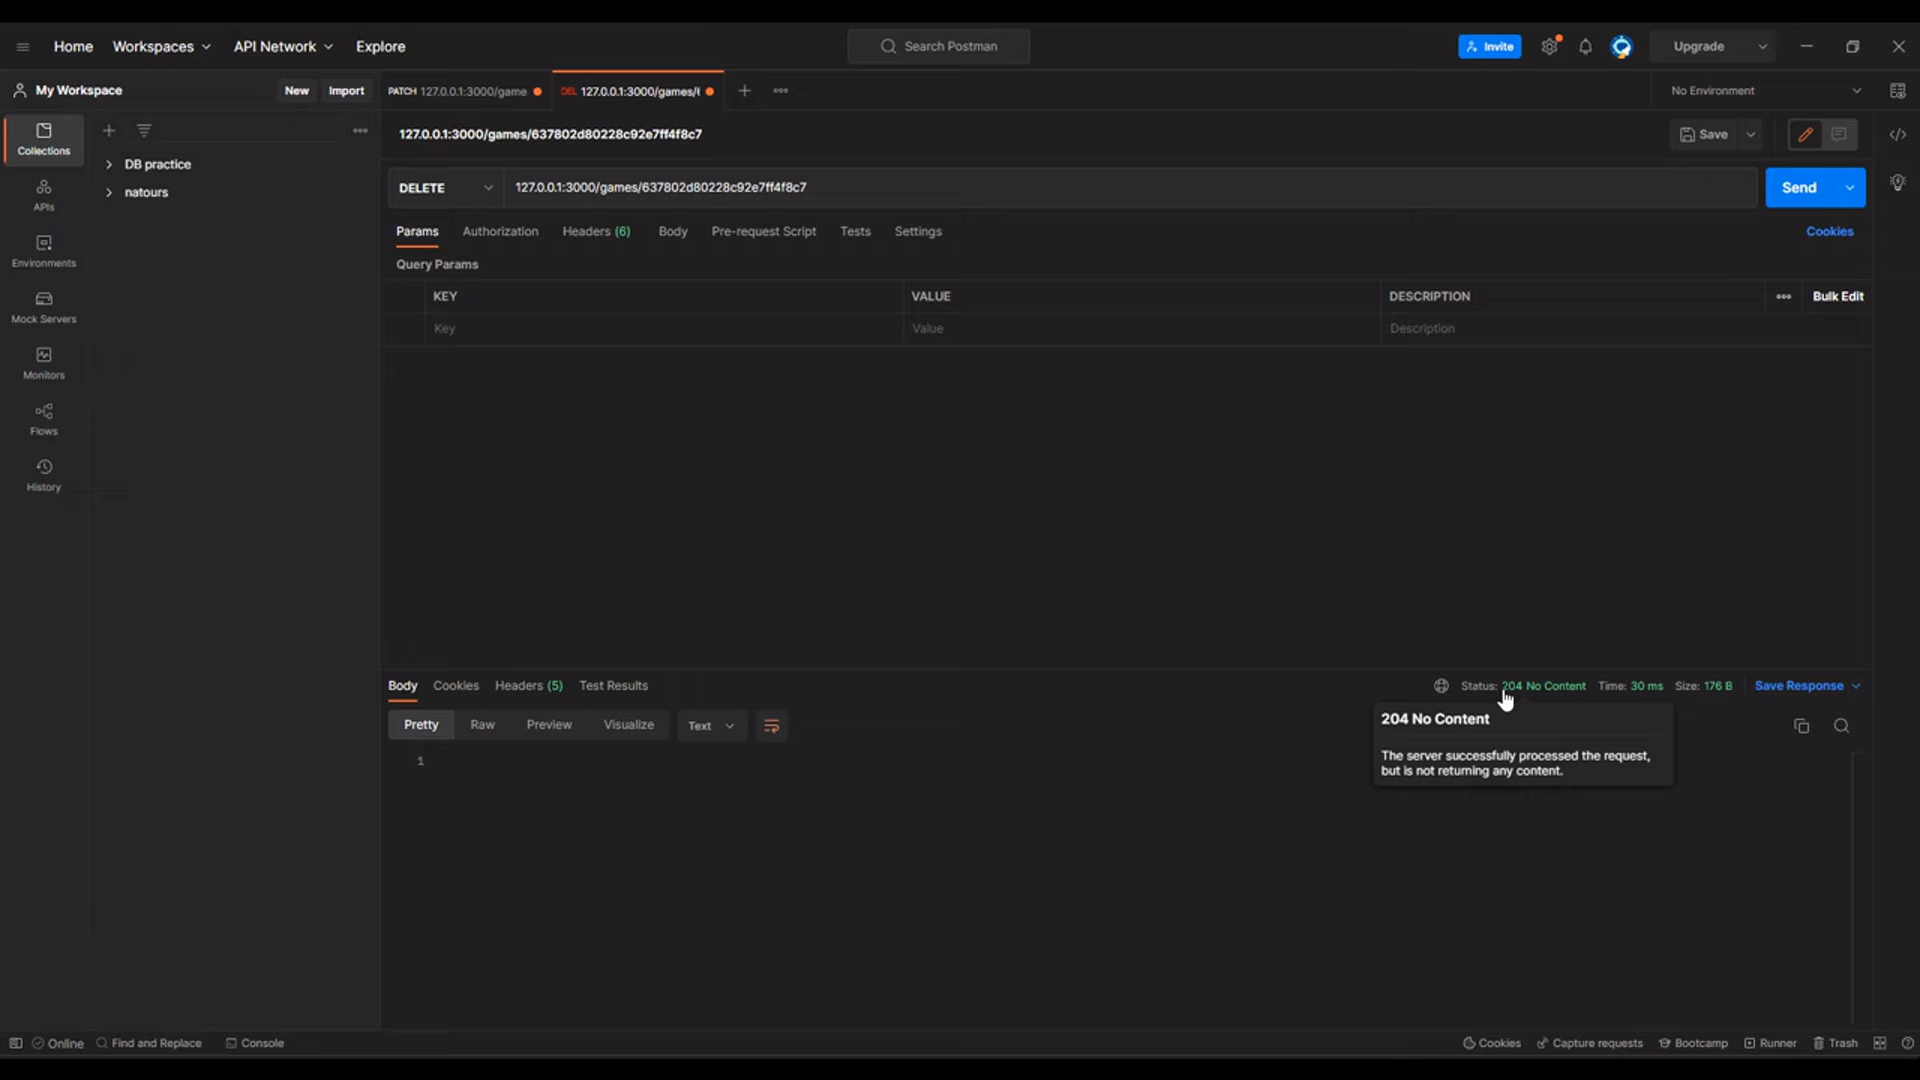 Home Workspaces API Network Explore
Search Postman
Invite Upgrade
My Workspace New Import
PATCH 127.0.0.1:3000/game DEL 127.0.0.1:3000/games/
No Environment
127.0.0.1:3000/games/637802d80228c92e7ff4f8c7
Save
Collections
DB practice
natours
APIs
Environments
Mock Servers
Monitors
Flows
History
DELETE 127.0.0.1:3000/games/637802d80228c92e7ff4f8c7
Send
Params Authorization Headers (6) Body Pre-request Script Tests Settings
Cookies
Query Params
KEY VALUE DESCRIPTION Bulk Edit
Key Value Description
Body Cookies Headers (5) Test Results
Status: 204 No Content Time: 30 ms Size: 176 B Save Response
Pretty Raw Preview Visualize Text
204 No Content
The server successfully processed the request,
but is not returning any content.
1
Online Find and Replace Console
Cookies Capture requests Bootcamp Runner Trash